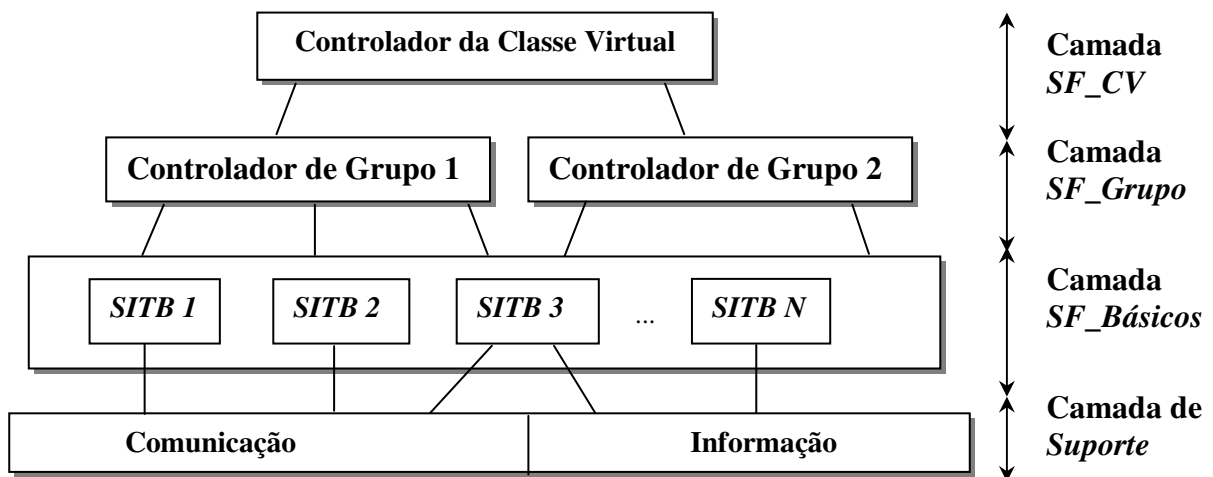 Controlador da Classe Virtual
Camada
SF_CV
Controlador de Grupo 1
Controlador de Grupo 2
Camada
SF_Grupo
SITB 1
SITB 2
SITB 3
...
SITB N
Camada
SF_Básicos
Comunicação
Informação
Camada de
Suporte